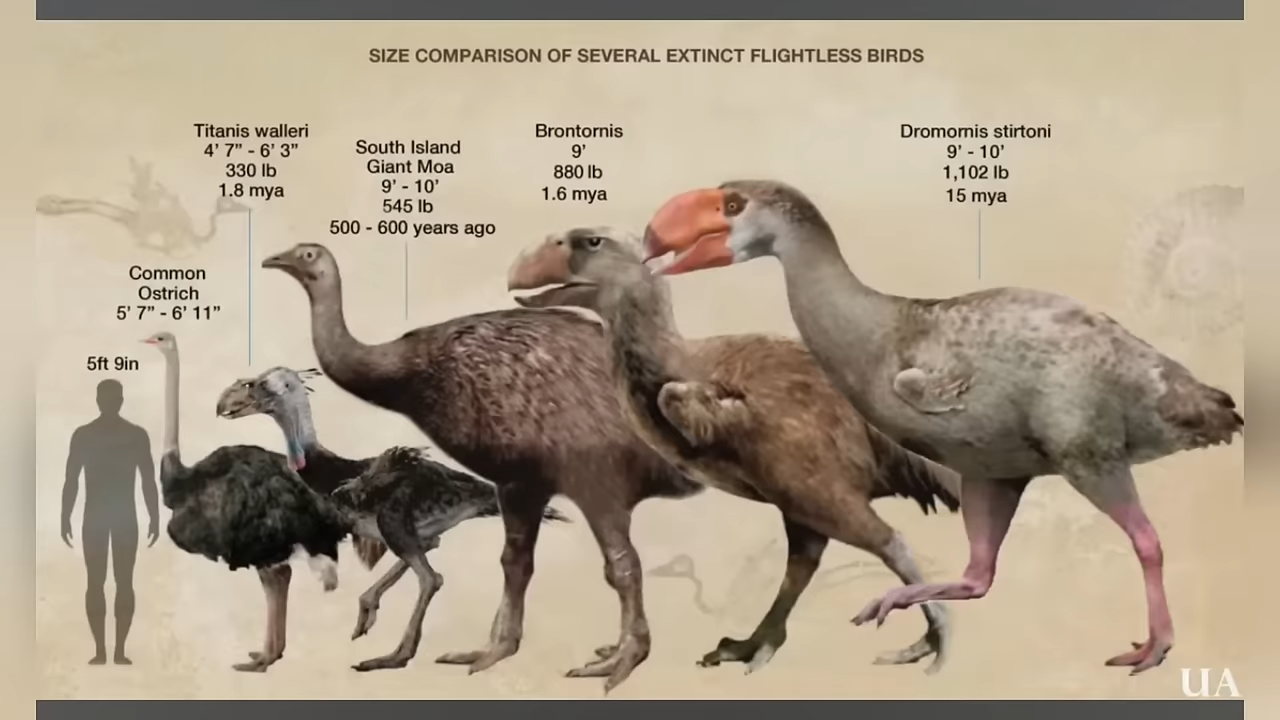 SIZE COMPARISON OF SEVERAL EXTINCT FLIGHTLESS BIRDS
5ft 9in
Common
Ostrich
5’ 7” - 6’ 11”
Titanis walleri
4’ 7” - 6’ 3”
330 lb
1.8 mya
South Island
Giant Moa
9’ - 10’
545 lb
500 - 600 years ago
Brontornis
9’
880 lb
1.6 mya
Dromornis stirtoni
9’ - 10’
1,102 lb
15 mya
UA